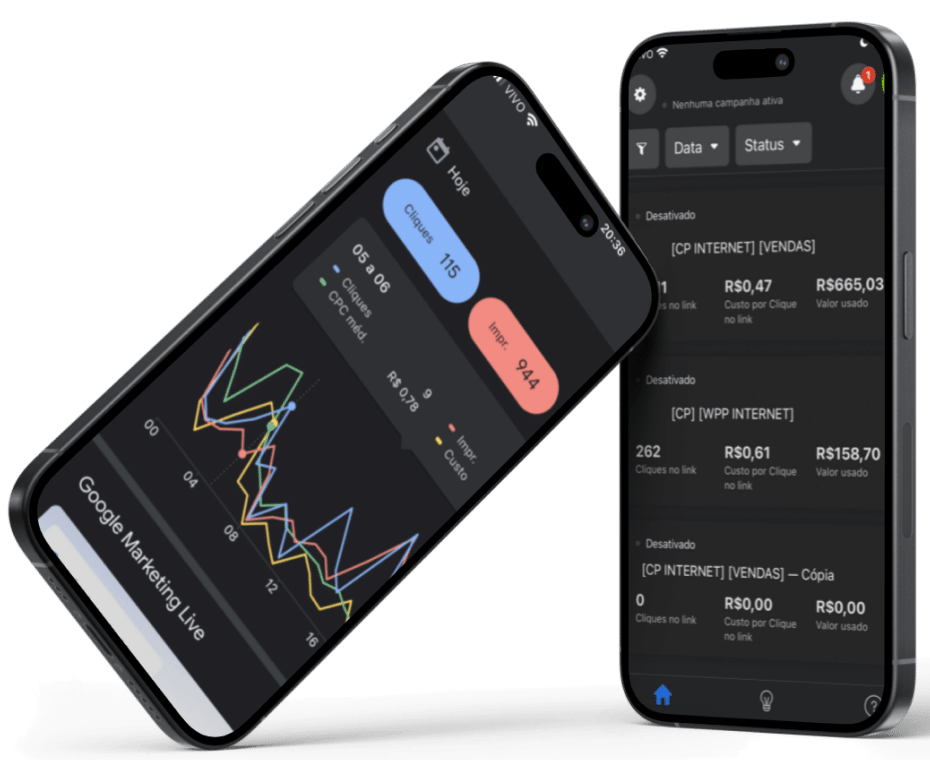 VIVO
20:36
Hoje
Cliques 115
Impr. 944
05 a 06
Cliques 9
CPC méd. R$ 0,78
Impr.
Custo
00
04
08
12
16
Google Marketing Live
Nenhuma campanha ativa
1
Data
Status
Desativado
[CP INTERNET] [VENDAS]
R$0,47 R$665,03
Custo por Clique no link Valor usado
Desativado
[CP] [WPP INTERNET]
262 R$0,61 R$158,70
Cliques no link Custo por Clique no link Valor usado
Desativado
[CP INTERNET] [VENDAS] — Cópia
0 R$0,00 R$0,00
Cliques no link Custo por Clique no link Valor usado
?